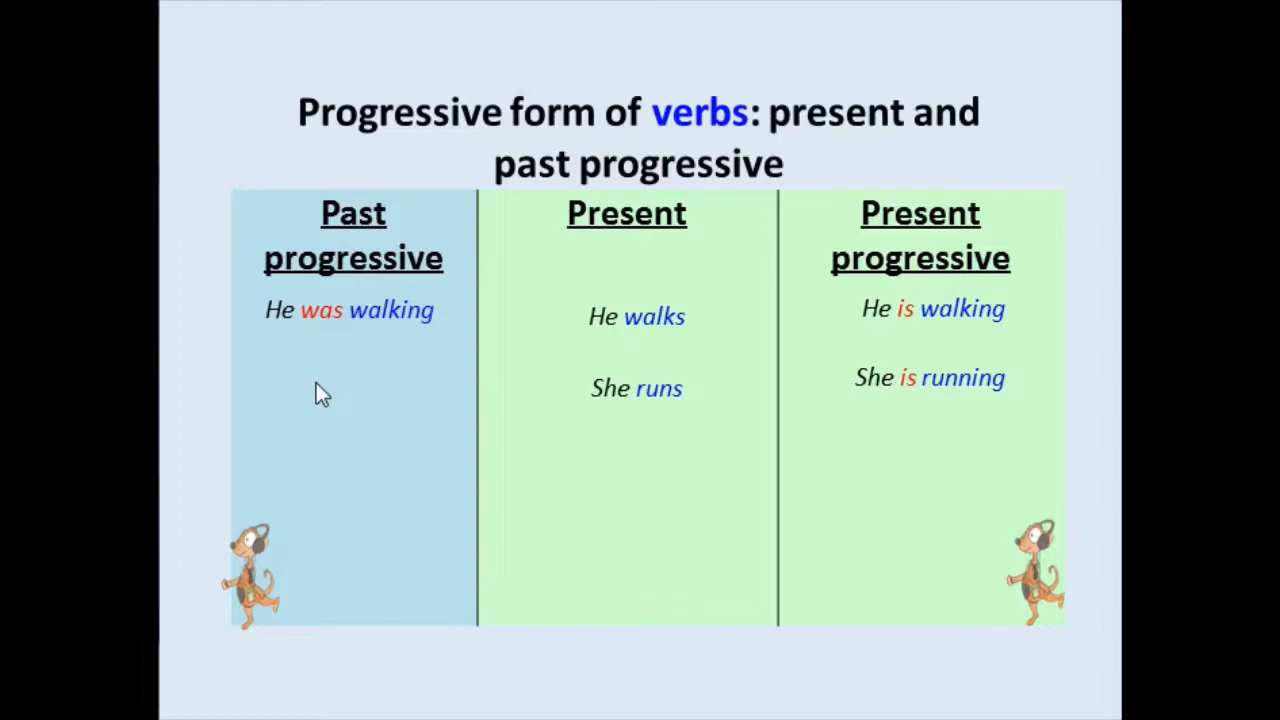 Progressive form of verbs: present and
past progressive
Past
progressive
He was walking
Present
He walks
She runs
Present
progressive
He is walking
She is running